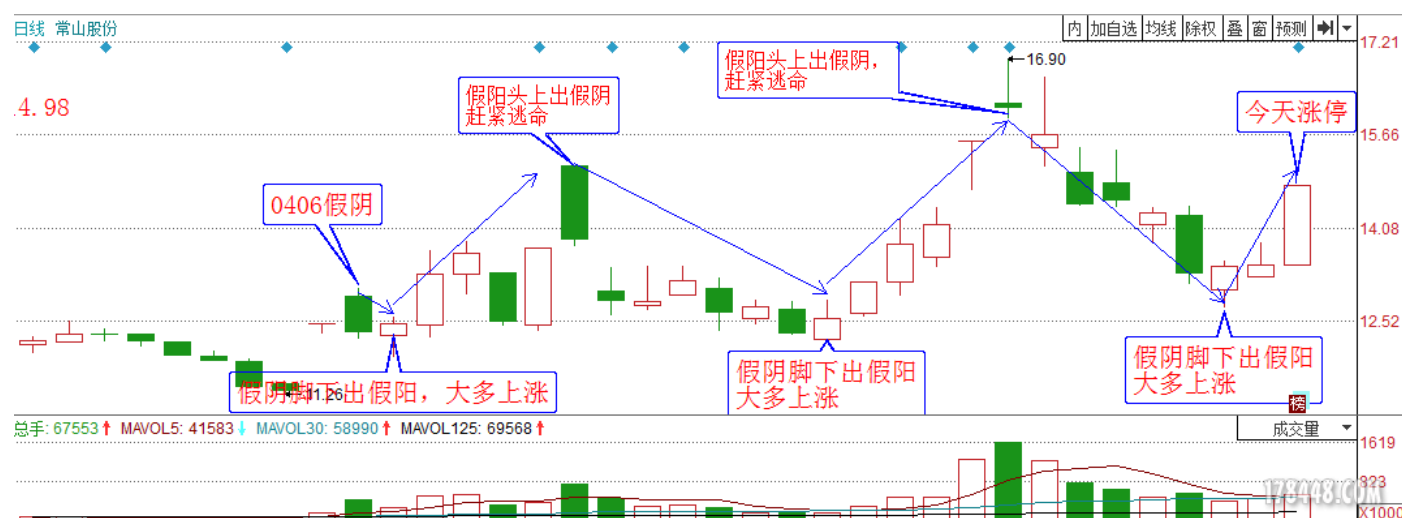 日线 常山股份
内 加自选 均线 除权 叠 窗 预测
17.21
16.90
假阳头上出假阴，
赶紧逃命
假阳头上出假阴
赶紧逃命
今天涨停
4.98
15.66
0406假阴
14.08
12.52
假阴脚下出假阳
大多上涨
假阴脚下出假阳
大多上涨
假阴脚下出假阳，大多上涨
11.26
榜
总手: 67553 MAVOL5: 41583 MAVOL30: 58990 MAVOL125: 69568
成交量
1619
823
178448.COM
X1000